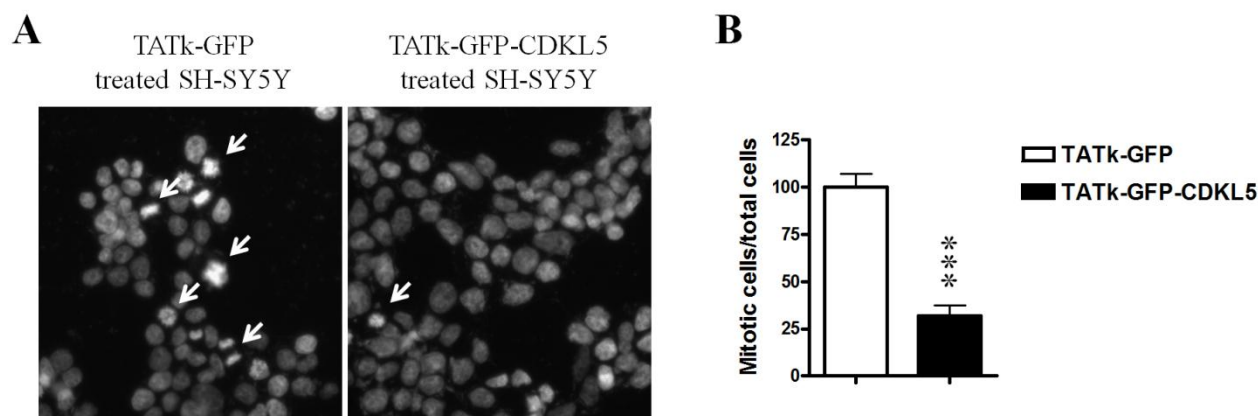 A
TATk-GFP
treated SH-SY5Y
TATk-GFP-CDKL5
treated SH-SY5Y
B
Mitotic cells/total cells
125
100
75
50
25
0
***
TATk-GFP
TATk-GFP-CDKL5